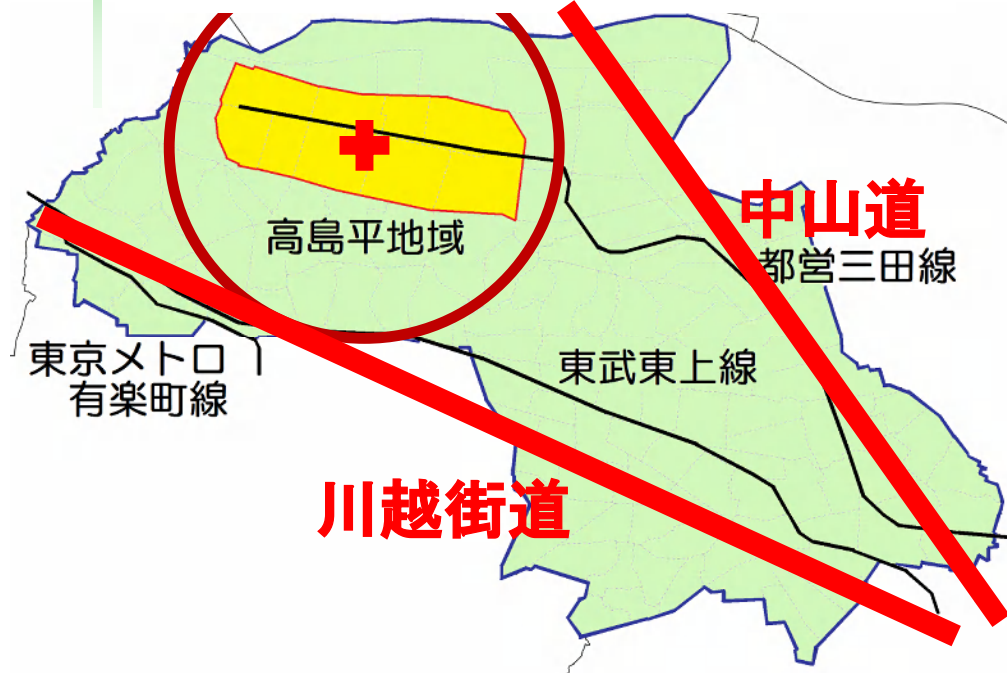 中山道
高島平地域
都営三田線
東京メトロ
有楽町線
東武東上線
川越街道